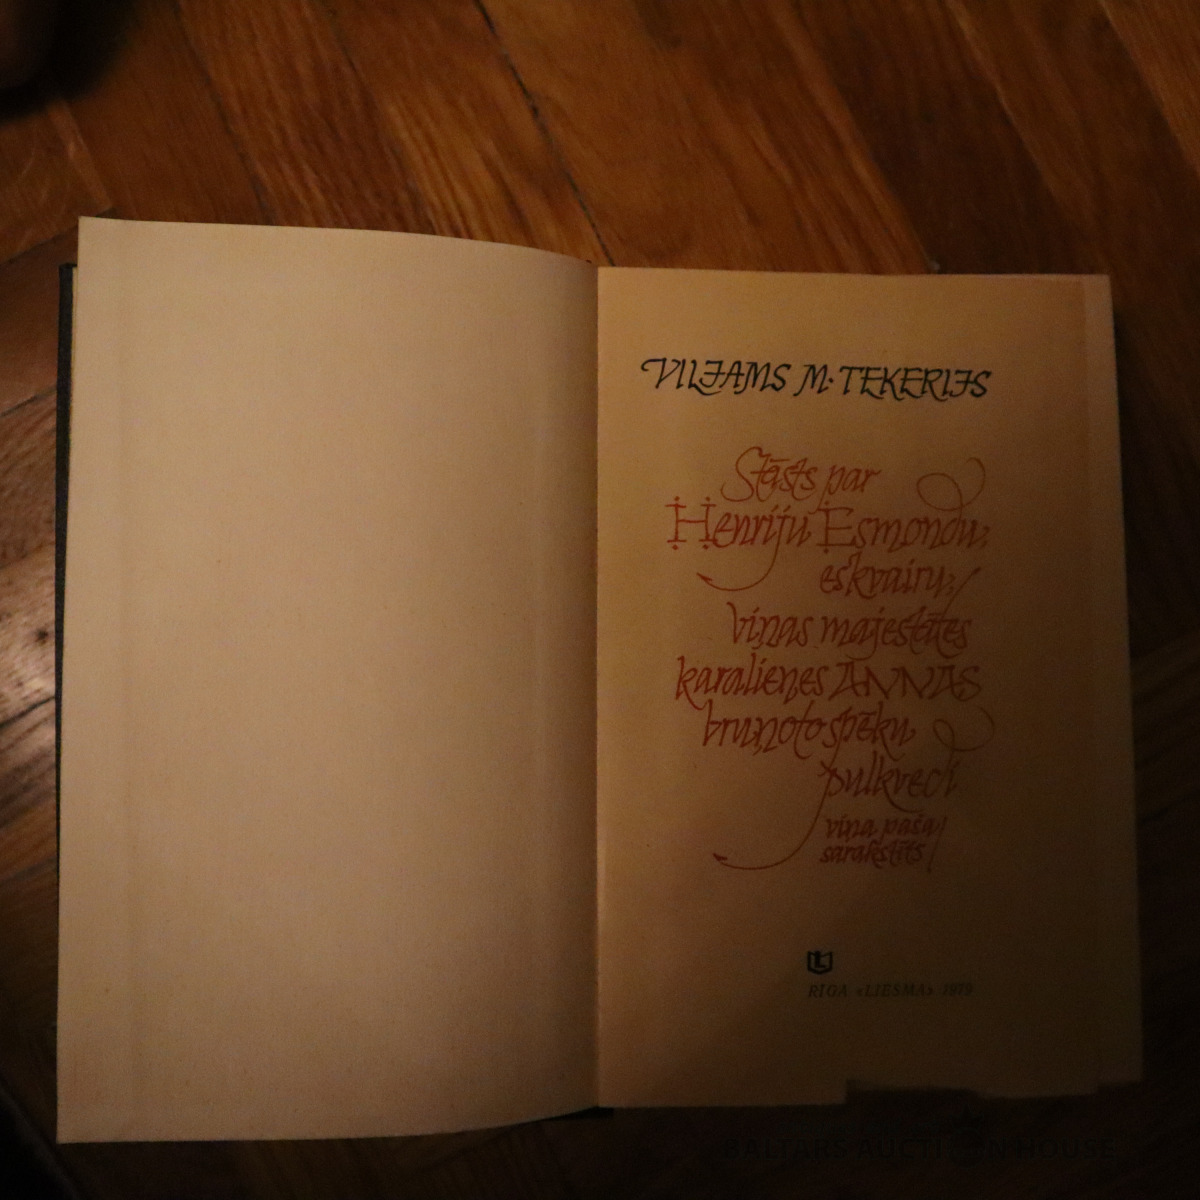 VILJAMS M. TEKERIJS
Stāsts par
Henriju Esmondu,
eskvairu,
viņas majestātes
karalienes ANNAS
bruņoto spēku
pulkvedi
viņa paša
sarakstīts
L
RĪGA «LIESMA» 1979
BALTARS AUCTION HOUSE